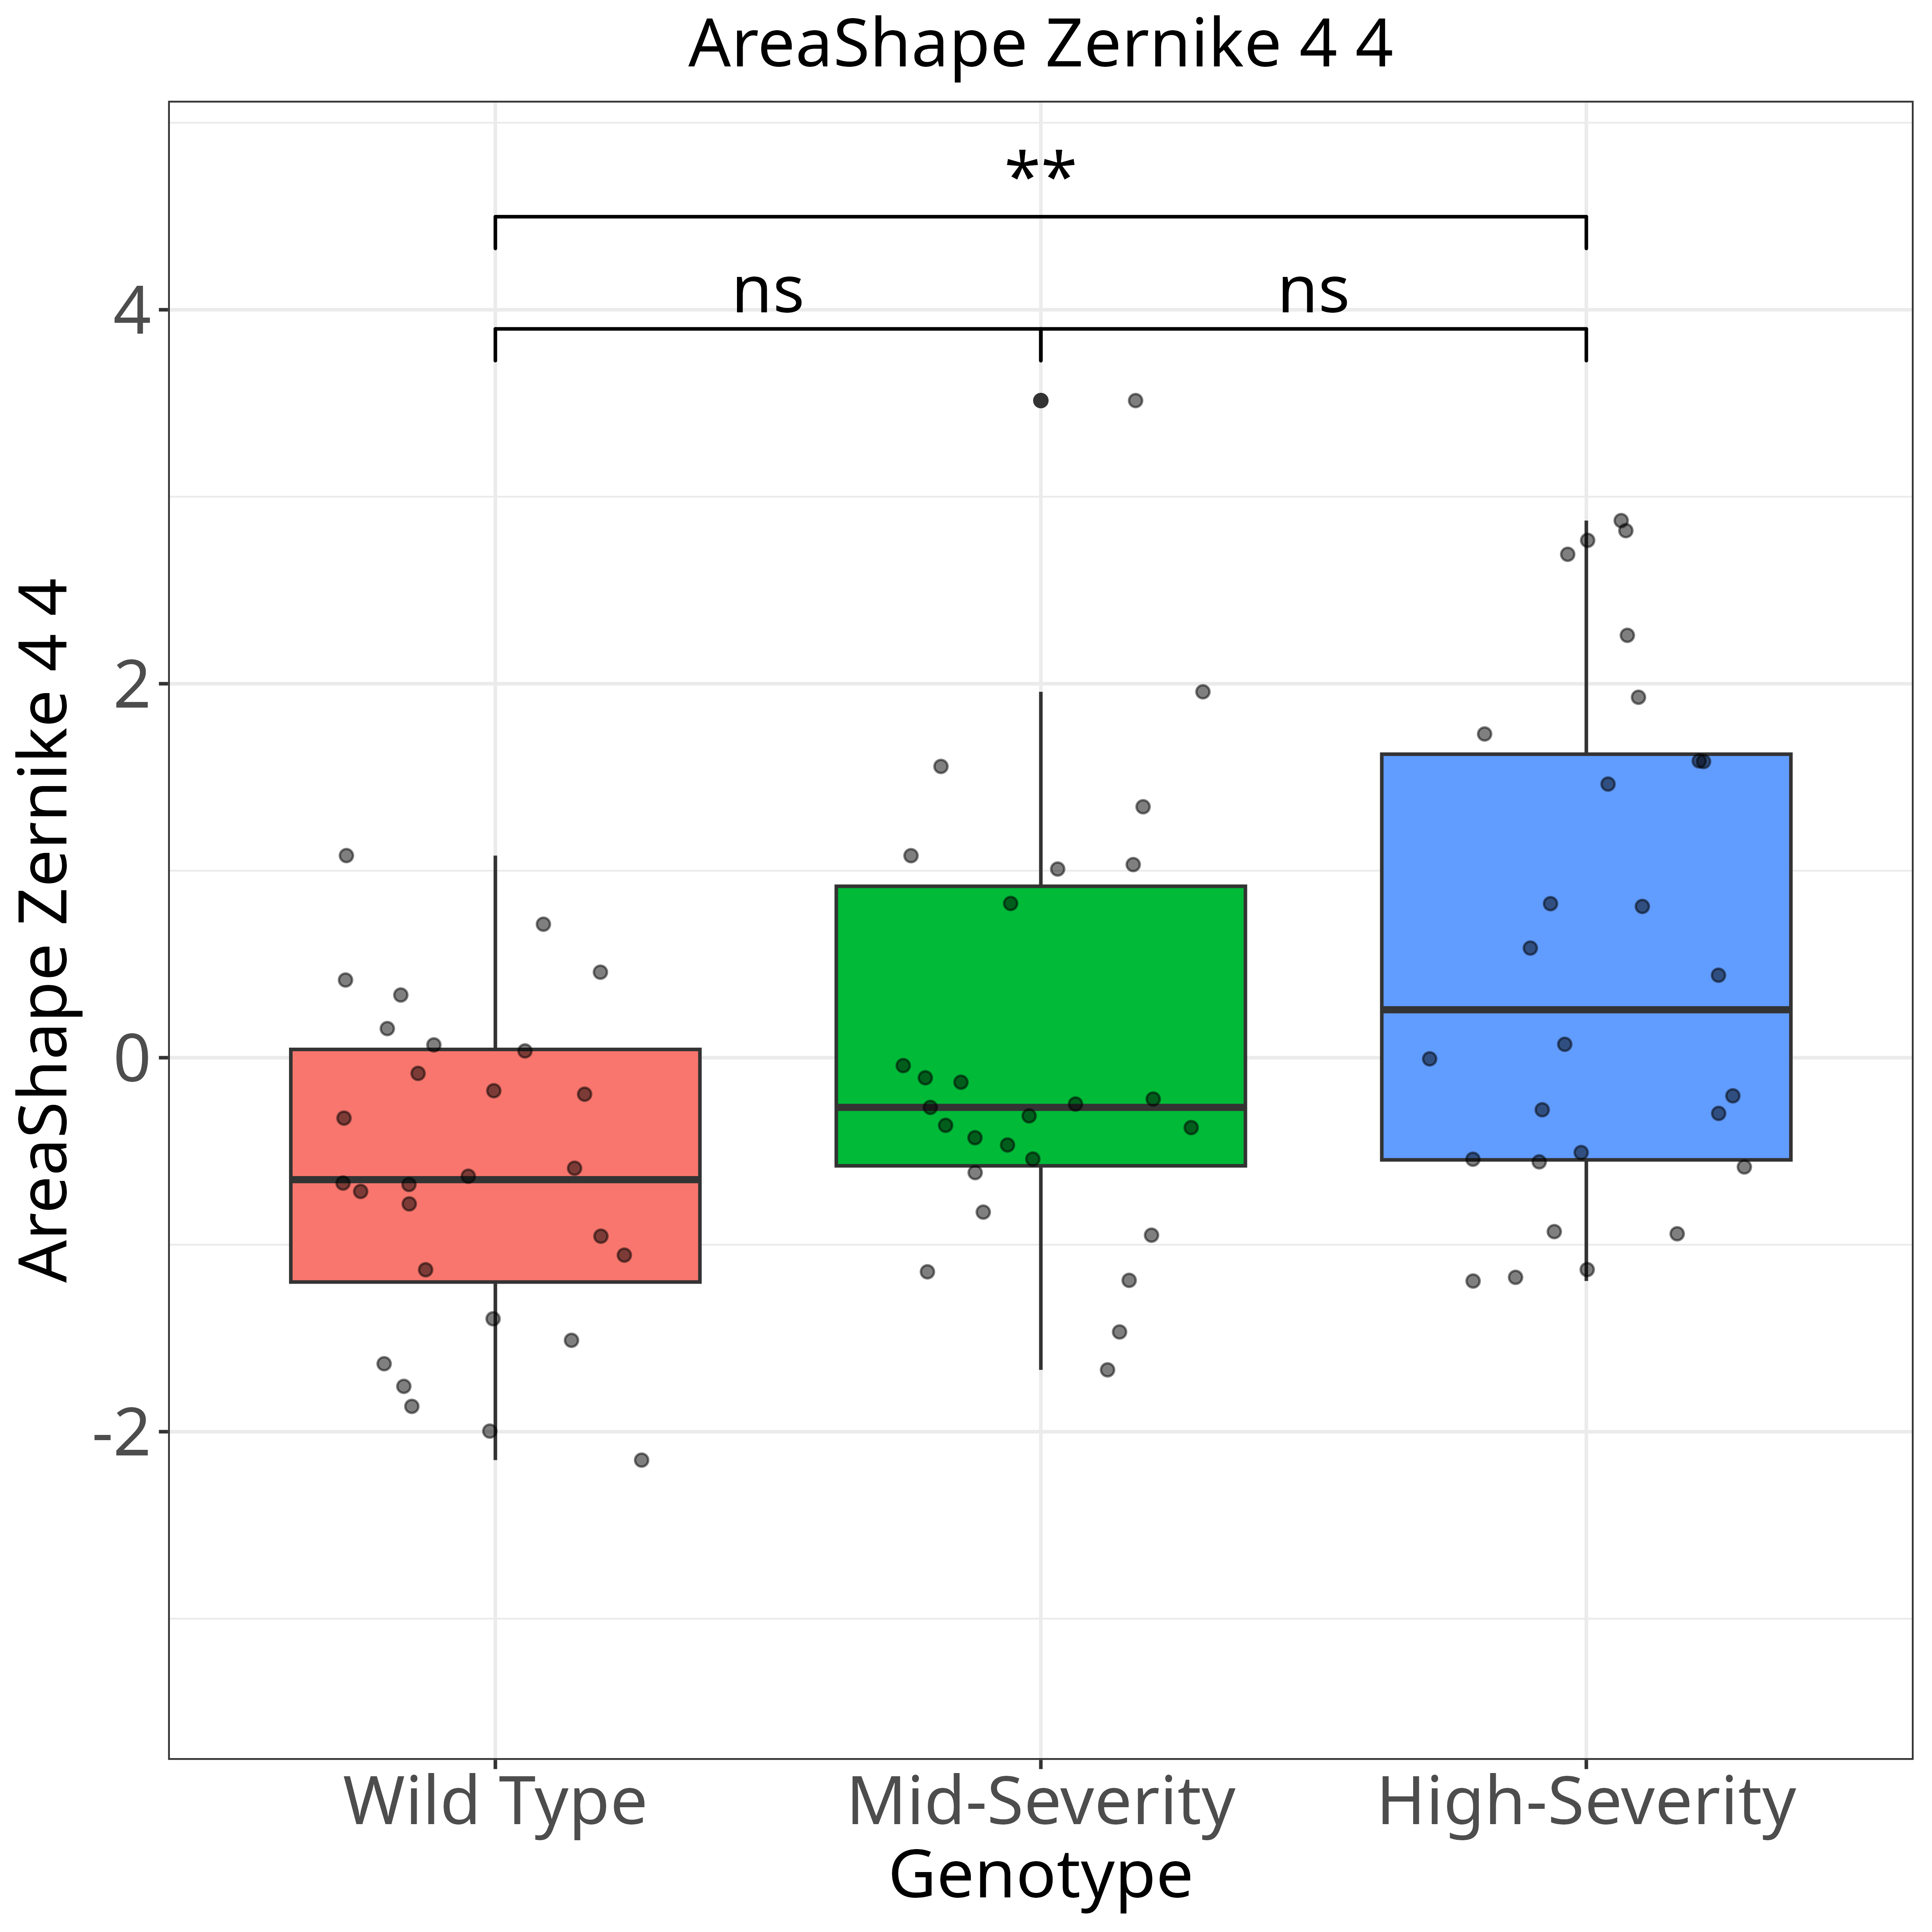 AreaShape Zernike 4 4
**
ns ns
4
2
0
-2
AreaShape Zernike 4 4
Wild Type Mid-Severity High-Severity
Genotype